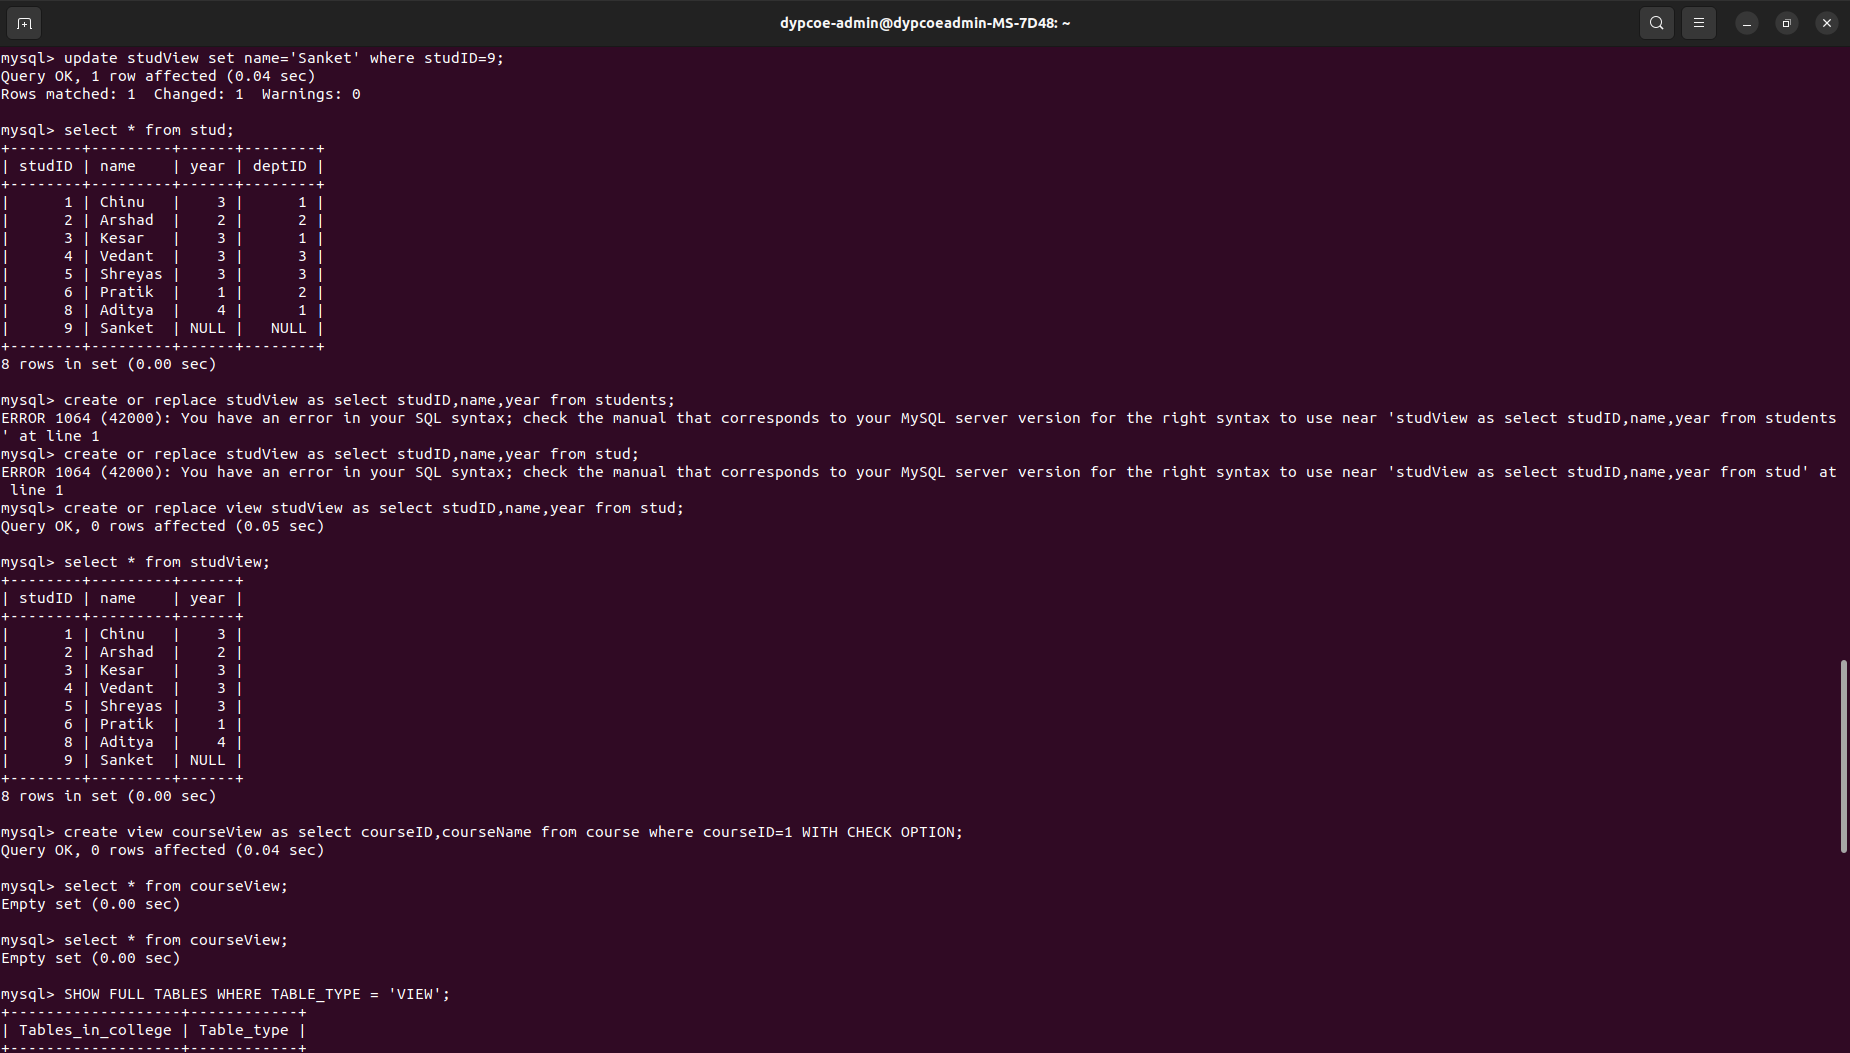 dypcoe-admin@dypcoeadmin-MS-7D48: ~
mysql> update studView set name='Sanket' where studID=9;
Query OK, 1 row affected (0.04 sec)
Rows matched: 1  Changed: 1  Warnings: 0

mysql> select * from stud;
+--------+---------+------+--------+
| studID | name    | year | deptID |
+--------+---------+------+--------+
|      1 | Chinu   |    3 |      1 |
|      2 | Arshad  |    2 |      2 |
|      3 | Kesar   |    3 |      1 |
|      4 | Vedant  |    3 |      3 |
|      5 | Shreyas |    3 |      3 |
|      6 | Pratik  |    1 |      2 |
|      8 | Aditya  |    4 |      1 |
|      9 | Sanket  | NULL |   NULL |
+--------+---------+------+--------+
8 rows in set (0.00 sec)

mysql> create or replace studView as select studID,name,year from students;
ERROR 1064 (42000): You have an error in your SQL syntax; check the manual that corresponds to your MySQL server version for the right syntax to use near 'studView as select studID,name,year from students
' at line 1
mysql> create or replace studView as select studID,name,year from stud;
ERROR 1064 (42000): You have an error in your SQL syntax; check the manual that corresponds to your MySQL server version for the right syntax to use near 'studView as select studID,name,year from stud' at
 line 1
mysql> create or replace view studView as select studID,name,year from stud;
Query OK, 0 rows affected (0.05 sec)

mysql> select * from studView;
+--------+---------+------+
| studID | name    | year |
+--------+---------+------+
|      1 | Chinu   |    3 |
|      2 | Arshad  |    2 |
|      3 | Kesar   |    3 |
|      4 | Vedant  |    3 |
|      5 | Shreyas |    3 |
|      6 | Pratik  |    1 |
|      8 | Aditya  |    4 |
|      9 | Sanket  | NULL |
+--------+---------+------+
8 rows in set (0.00 sec)

mysql> create view courseView as select courseID,courseName from course where courseID=1 WITH CHECK OPTION;
Query OK, 0 rows affected (0.04 sec)

mysql> select * from courseView;
Empty set (0.00 sec)

mysql> select * from courseView;
Empty set (0.00 sec)

mysql> SHOW FULL TABLES WHERE TABLE_TYPE = 'VIEW';
+-------------------+------------+
| Tables_in_college | Table_type |
+-------------------+------------+